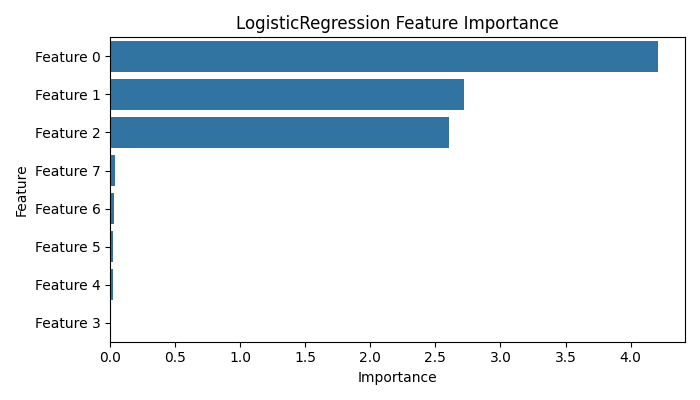 LogisticRegression Feature Importance
Feature 0
Feature 1
Feature 2
Feature 7
Feature 6
Feature 5
Feature 4
Feature 3
Feature
0.0 0.5 1.0 1.5 2.0 2.5 3.0 3.5 4.0
Importance